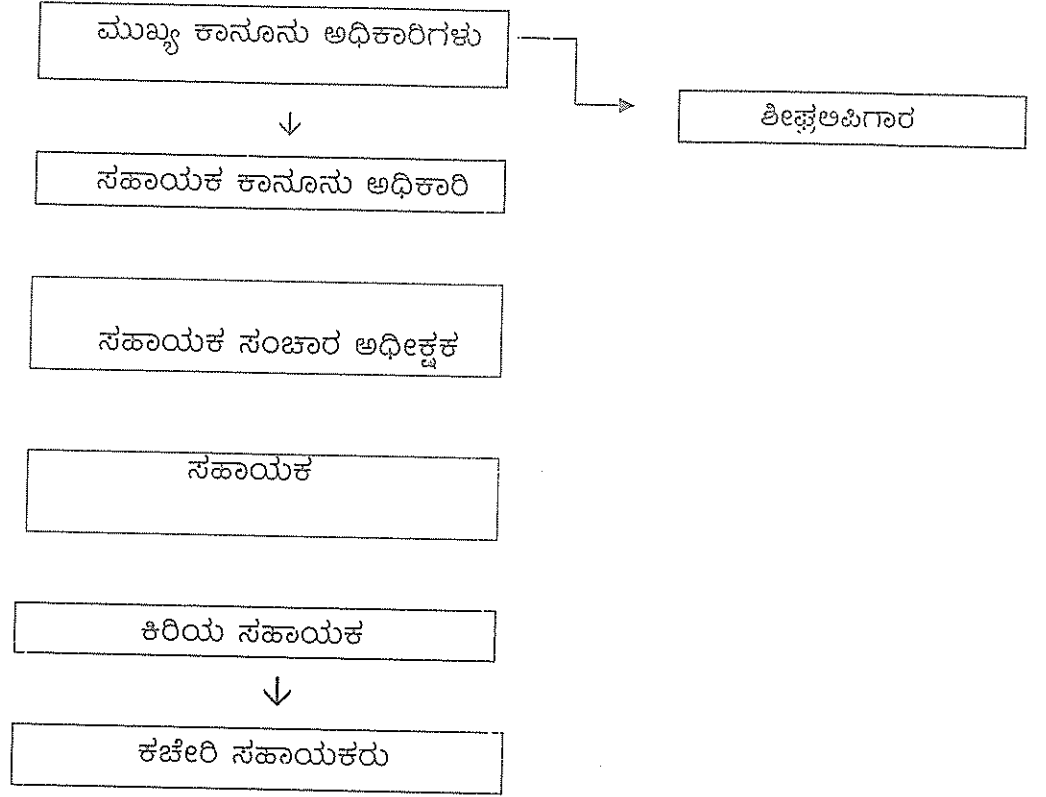 ಮುಖ್ಯ ಕಾನೂನು ಅಧಿಕಾರಿಗಳು
ಶೀಘ್ರಲಿಪಿಗಾರ
ಸಹಾಯಕ ಕಾನೂನು ಅಧಿಕಾರಿ
ಸಹಾಯಕ ಸಂಚಾರ ಅಧೀಕ್ಷಕ
ಸಹಾಯಕ
ಕಿರಿಯ ಸಹಾಯಕ
ಕಚೇರಿ ಸಹಾಯಕರು